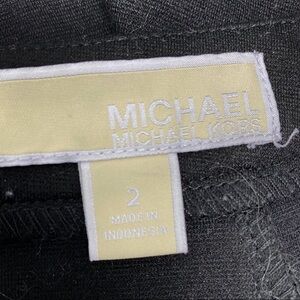 MICHAEL
MICHAEL KORS
2
MADE IN
INDONESIA